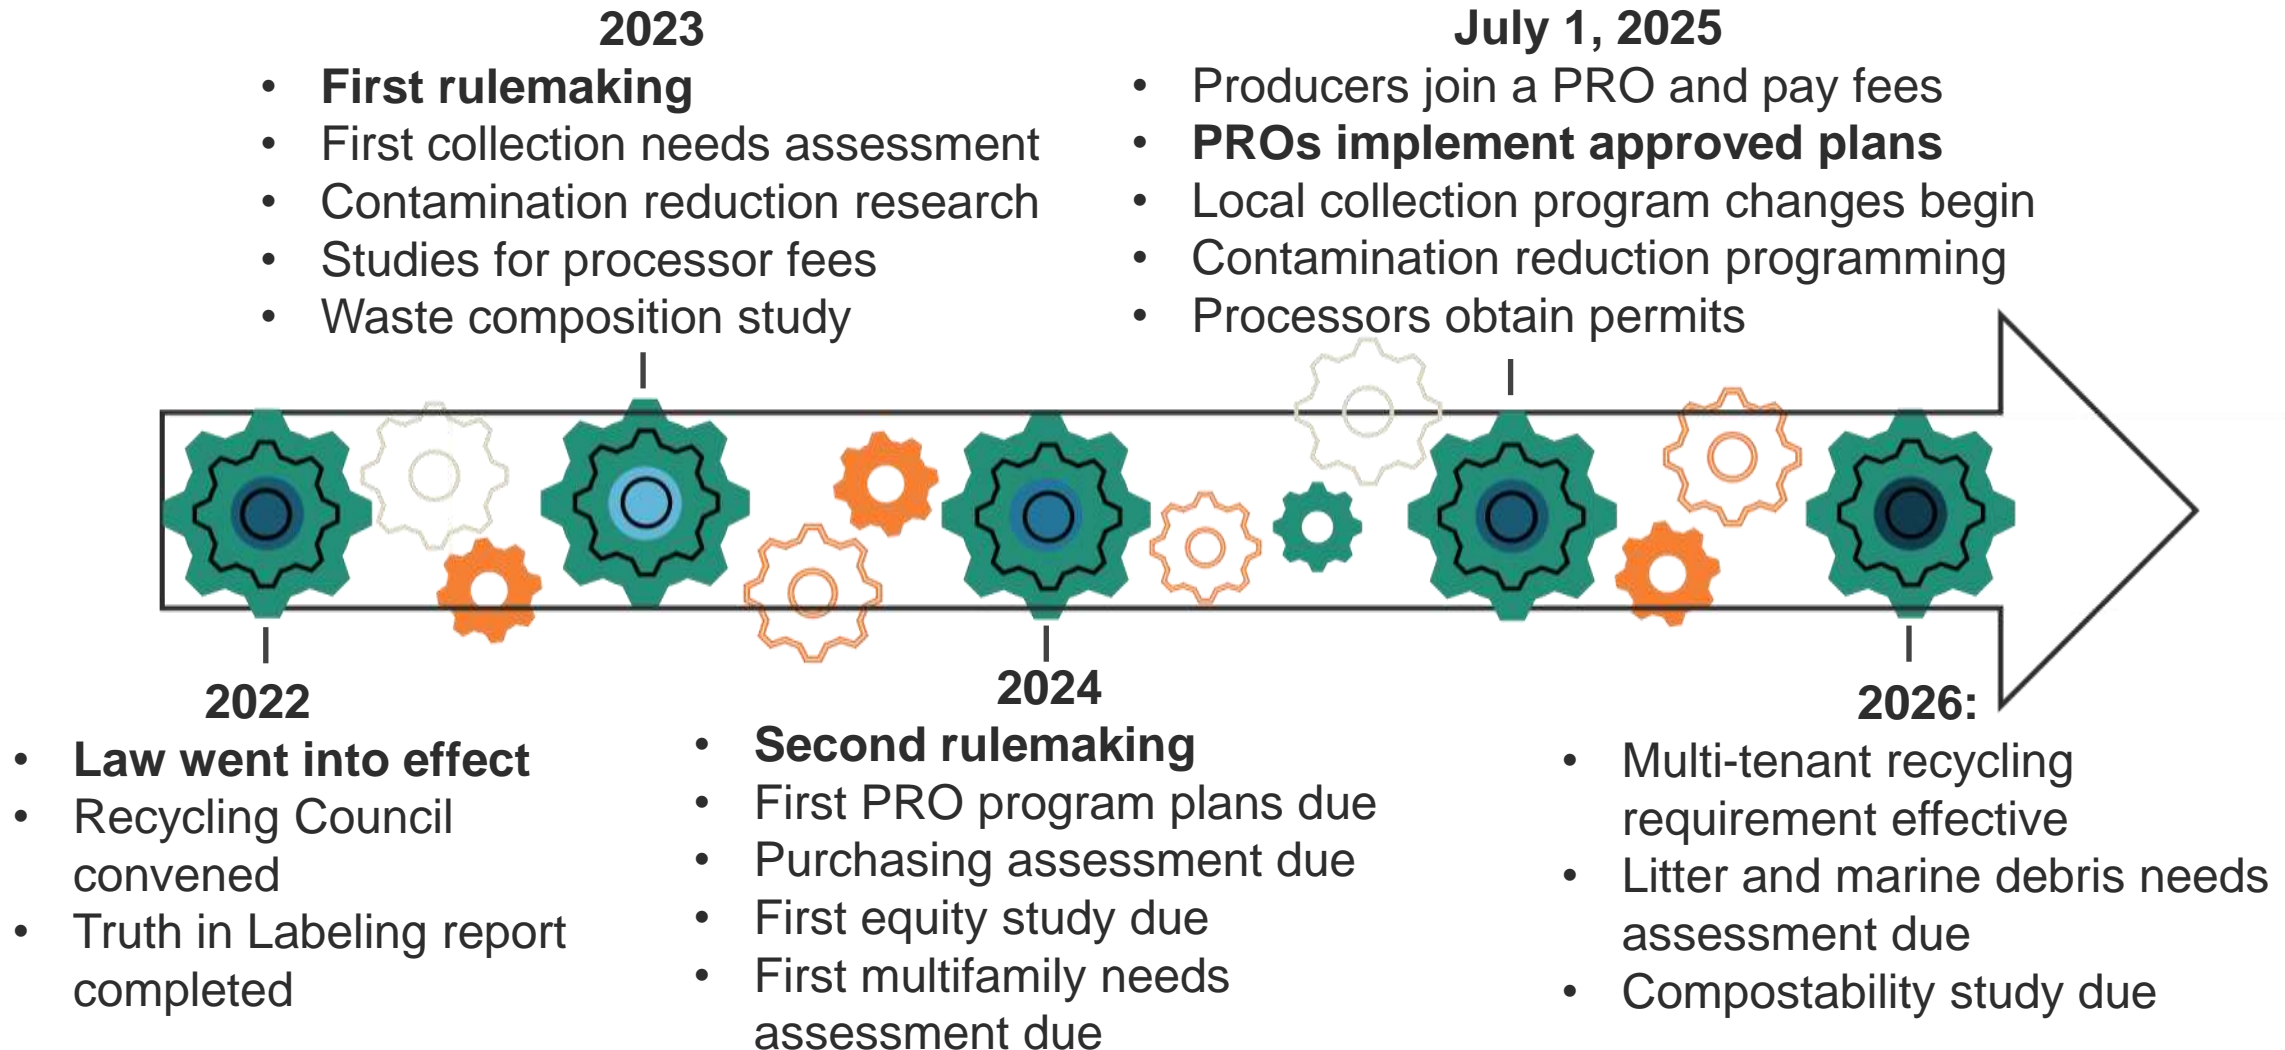 2023
• First rulemaking
• First collection needs assessment
• Contamination reduction research
• Studies for processor fees
• Waste composition study
July 1, 2025
• Producers join a PRO and pay fees
• PROs implement approved plans
• Local collection program changes begin
• Contamination reduction programming
• Processors obtain permits
2022
• Law went into effect
• Recycling Council
convened
• Truth in Labeling report
completed
2024
• Second rulemaking
• First PRO program plans due
• Purchasing assessment due
• First equity study due
• First multifamily needs
assessment due
2026:
• Multi-tenant recycling
requirement effective
• Litter and marine debris needs
assessment due
• Compostability study due